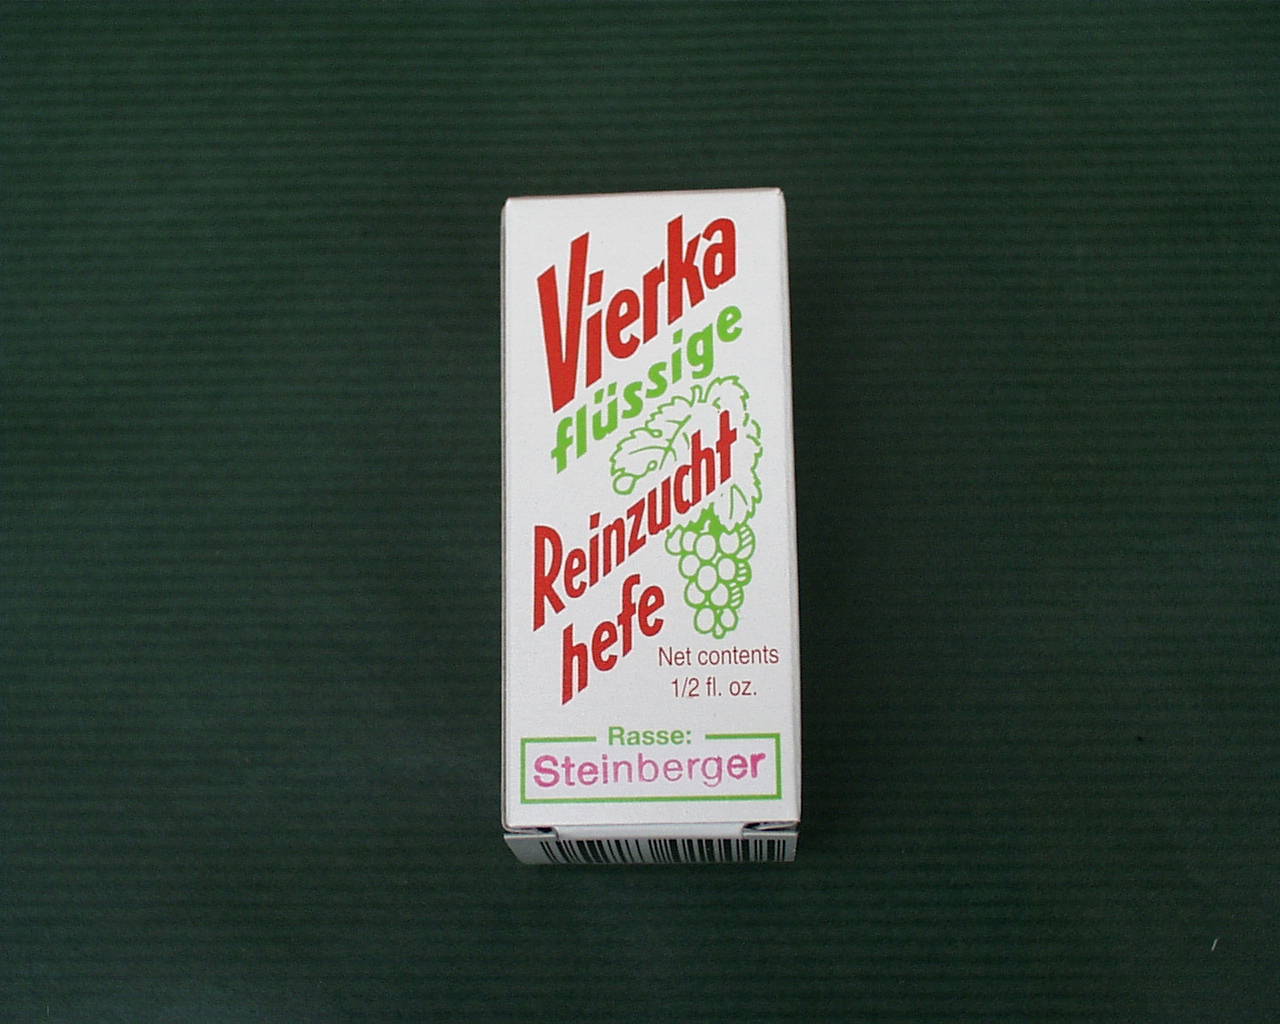 Vierka
flüssige
Reinzucht
hefe
Net contents
1/2 fl. oz.
Rasse:
Steinberger